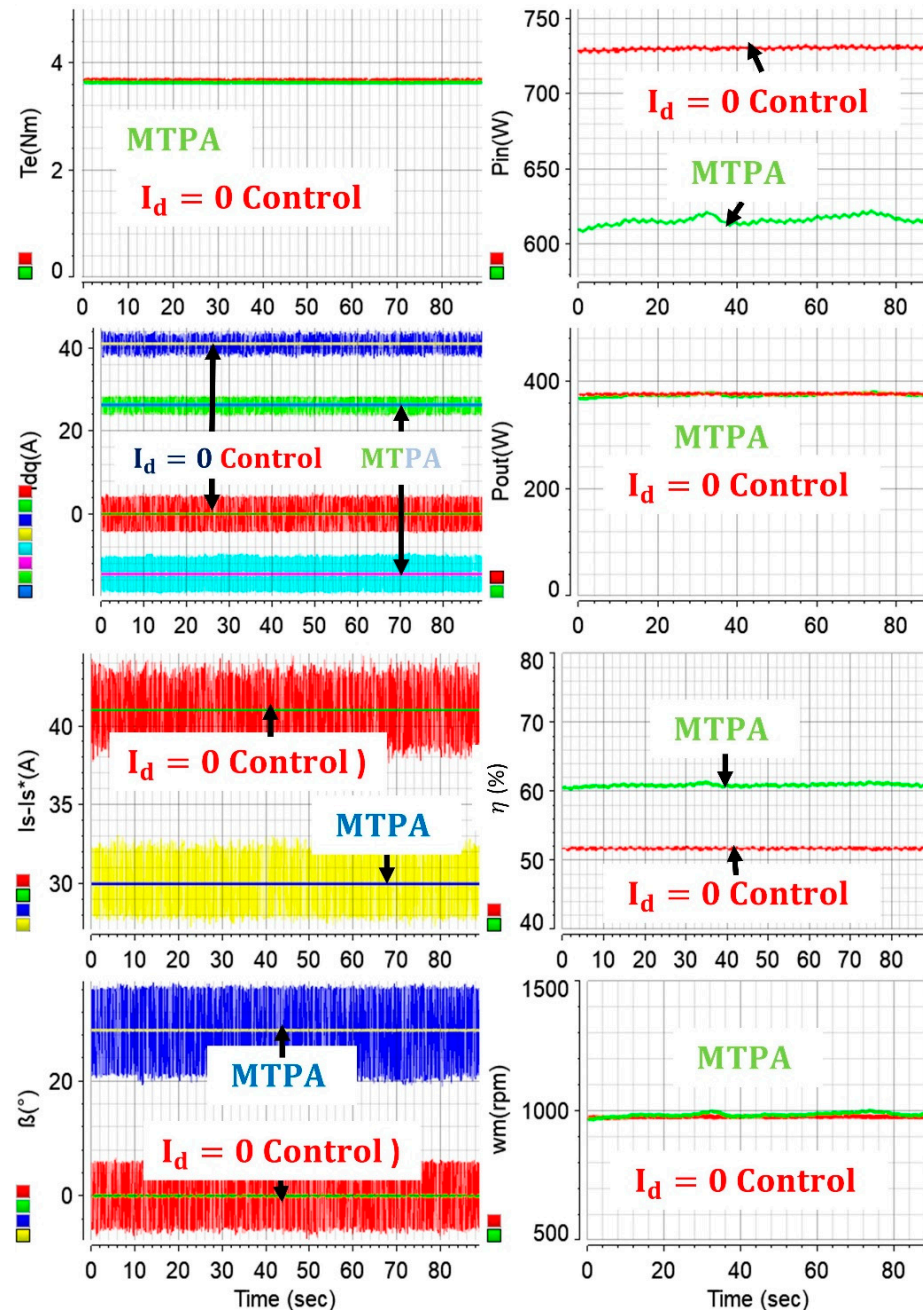 Te(Nm)
4
2
0
MTPA
I_d = 0 Control
0 10 20 30 40 50 60 70 80
Pin(W)
750
700
650
600
I_d = 0 Control
MTPA
0 20 40 60 80
Idq(A)
40
20
0
I_d = 0 Control
MTPA
0 10 20 30 40 50 60 70 80
Pout(W)
400
200
0
MTPA
I_d = 0 Control
0 20 40 60 80
Is-Is*(A)
40
35
30
I_d = 0 Control )
MTPA
0 10 20 30 40 50 60 70 80
η (%)
80
70
60
50
40
MTPA
I_d = 0 Control
0 10 20 30 40 50 60 70 80
ß(°)
20
0
MTPA
I_d = 0 Control )
0 10 20 30 40 50 60 70 80
Time (sec)
wm(rpm)
1500
1000
500
MTPA
I_d = 0 Control
0 20 40 60 80
Time (sec)